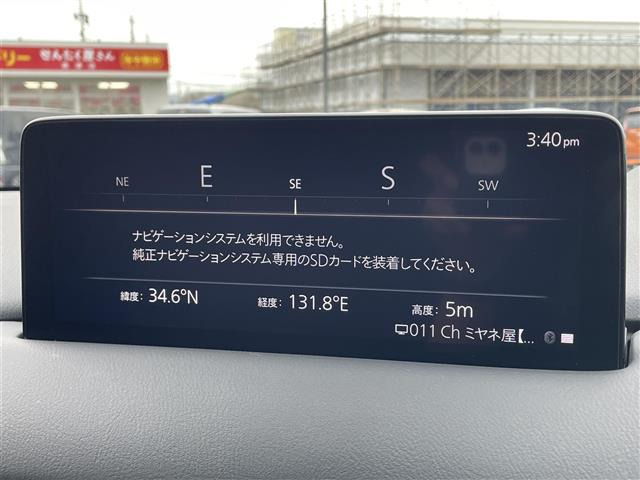 リー せんたく屋さん
3:40pm
NE E SE S SW
ナビゲーションシステムを利用できません。
純正ナビゲーションシステム専用のSDカードを装着してください。
緯度: 34.6°N 経度: 131.8°E 高度: 5m
011 Ch ミヤネ屋【...